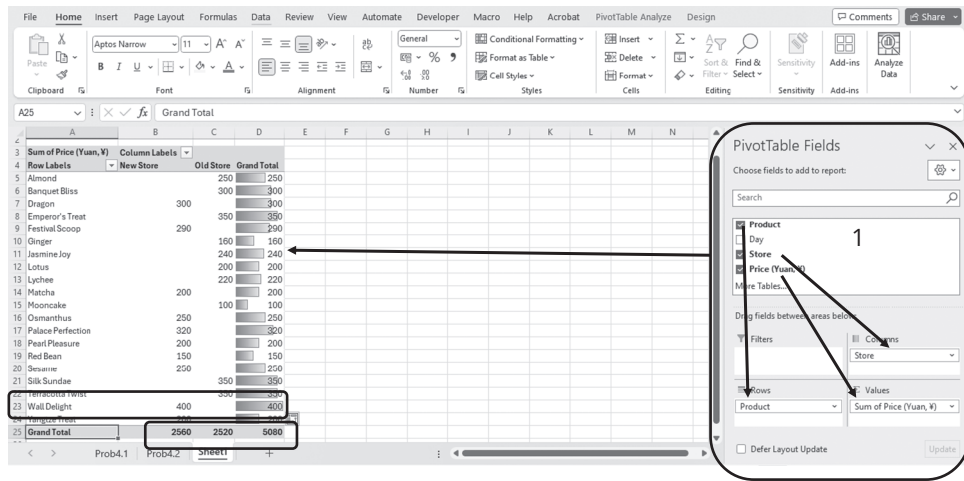 File Home Insert Page Layout Formulas Data Review View Automate Developer Macro Help Acrobat PivotTable Analyze Design Comments Share
Paste
Aptos Narrow 11 A^ A˅
B I U A
ab
General
% 9
Conditional Formatting
Format as Table
Cell Styles
Insert
Delete
Format
Sort & Filter
Find & Select
Sensitivity
Add-ins
Analyze Data
Clipboard Font Alignment Number Styles Cells Editing Sensitivity Add-ins
A25 fx Grand Total
A B C D E F G H I J K L M N
3 Sum of Price (Yuan, ¥) Column Labels
4 Row Labels New Store Old Store Grand Total
5 Almond 250 250
6 Banquet Bliss 300 300
7 Dragon 300 300
8 Emperor's Treat 350 350
9 Festival Scoop 290 290
10 Ginger 160 160
11 Jasmine Joy 240 240
12 Lotus 200 200
13 Lychee 220 220
14 Matcha 200 200
15 Mooncake 100 100
16 Osmanthus 250 250
17 Palace Perfection 320 320
18 Pearl Pleasure 200 200
19 Red Bean 150 150
20 Sesame 250 250
21 Silk Sundae 350 350
22 Terracotta Twist 350 350
23 Wall Delight 400 400
24 Yangtze Treat 200 200
25 Grand Total 2560 2520 5080
Prob4.1 Prob4.2 Sheet1 +
PivotTable Fields
Choose fields to add to report:
Search
Product
Day 1
Store
Price (Yuan, ¥)
More Tables...
Drag fields between areas below:
Filters Columns
Store
Rows Values
Product Sum of Price (Yuan, ¥)
Defer Layout Update Update